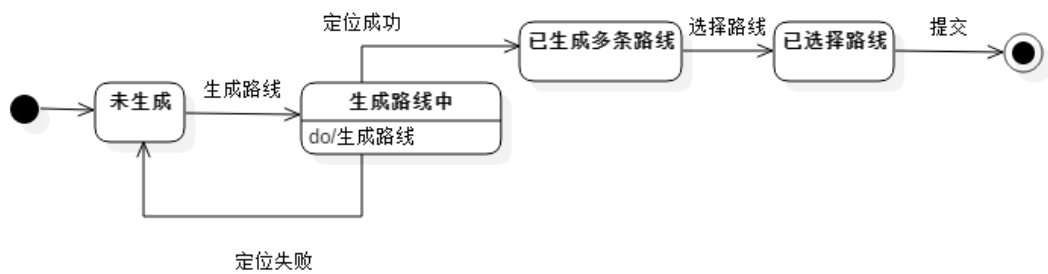 定位成功
已生成多条路线
选择路线
已选择路线
提交
未生成
生成路线
生成路线中
do/生成路线
定位失败